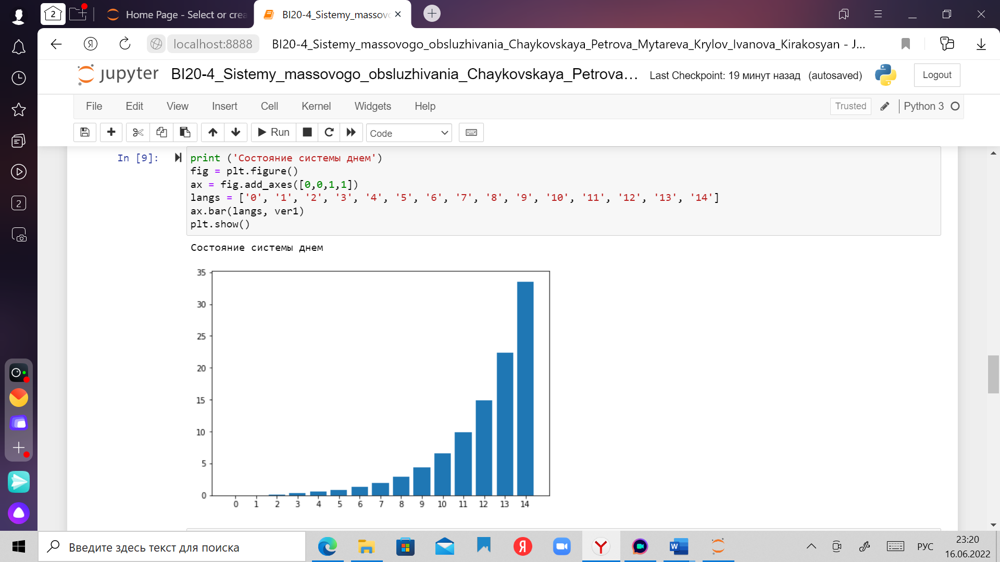 2
Home Page - Select or crea
BI20-4_Sistemy_massovo
localhost:8888
BI20-4_Sistemy_massovogo_obsluzhivania_Chaykovskaya_Petrova_Mytareva_Krylov_Ivanova_Kirakosyan - J...
jupyter
BI20-4_Sistemy_massovogo_obsluzhivania_Chaykovskaya_Petrova...
Last Checkpoint: 19 минут назад (autosaved)
Logout
File Edit View Insert Cell Kernel Widgets Help
Trusted
Python 3
Run
Code
In [9]:
print ('Состояние системы днем')
fig = plt.figure()
ax = fig.add_axes([0,0,1,1])
langs = ['0', '1', '2', '3', '4', '5', '6', '7', '8', '9', '10', '11', '12', '13', '14']
ax.bar(langs, ver1)
plt.show()
Состояние системы днем
35
30
25
20
15
10
5
0
0 1 2 3 4 5 6 7 8 9 10 11 12 13 14
2
Введите здесь текст для поиска
РУС
23:20
16.06.2022